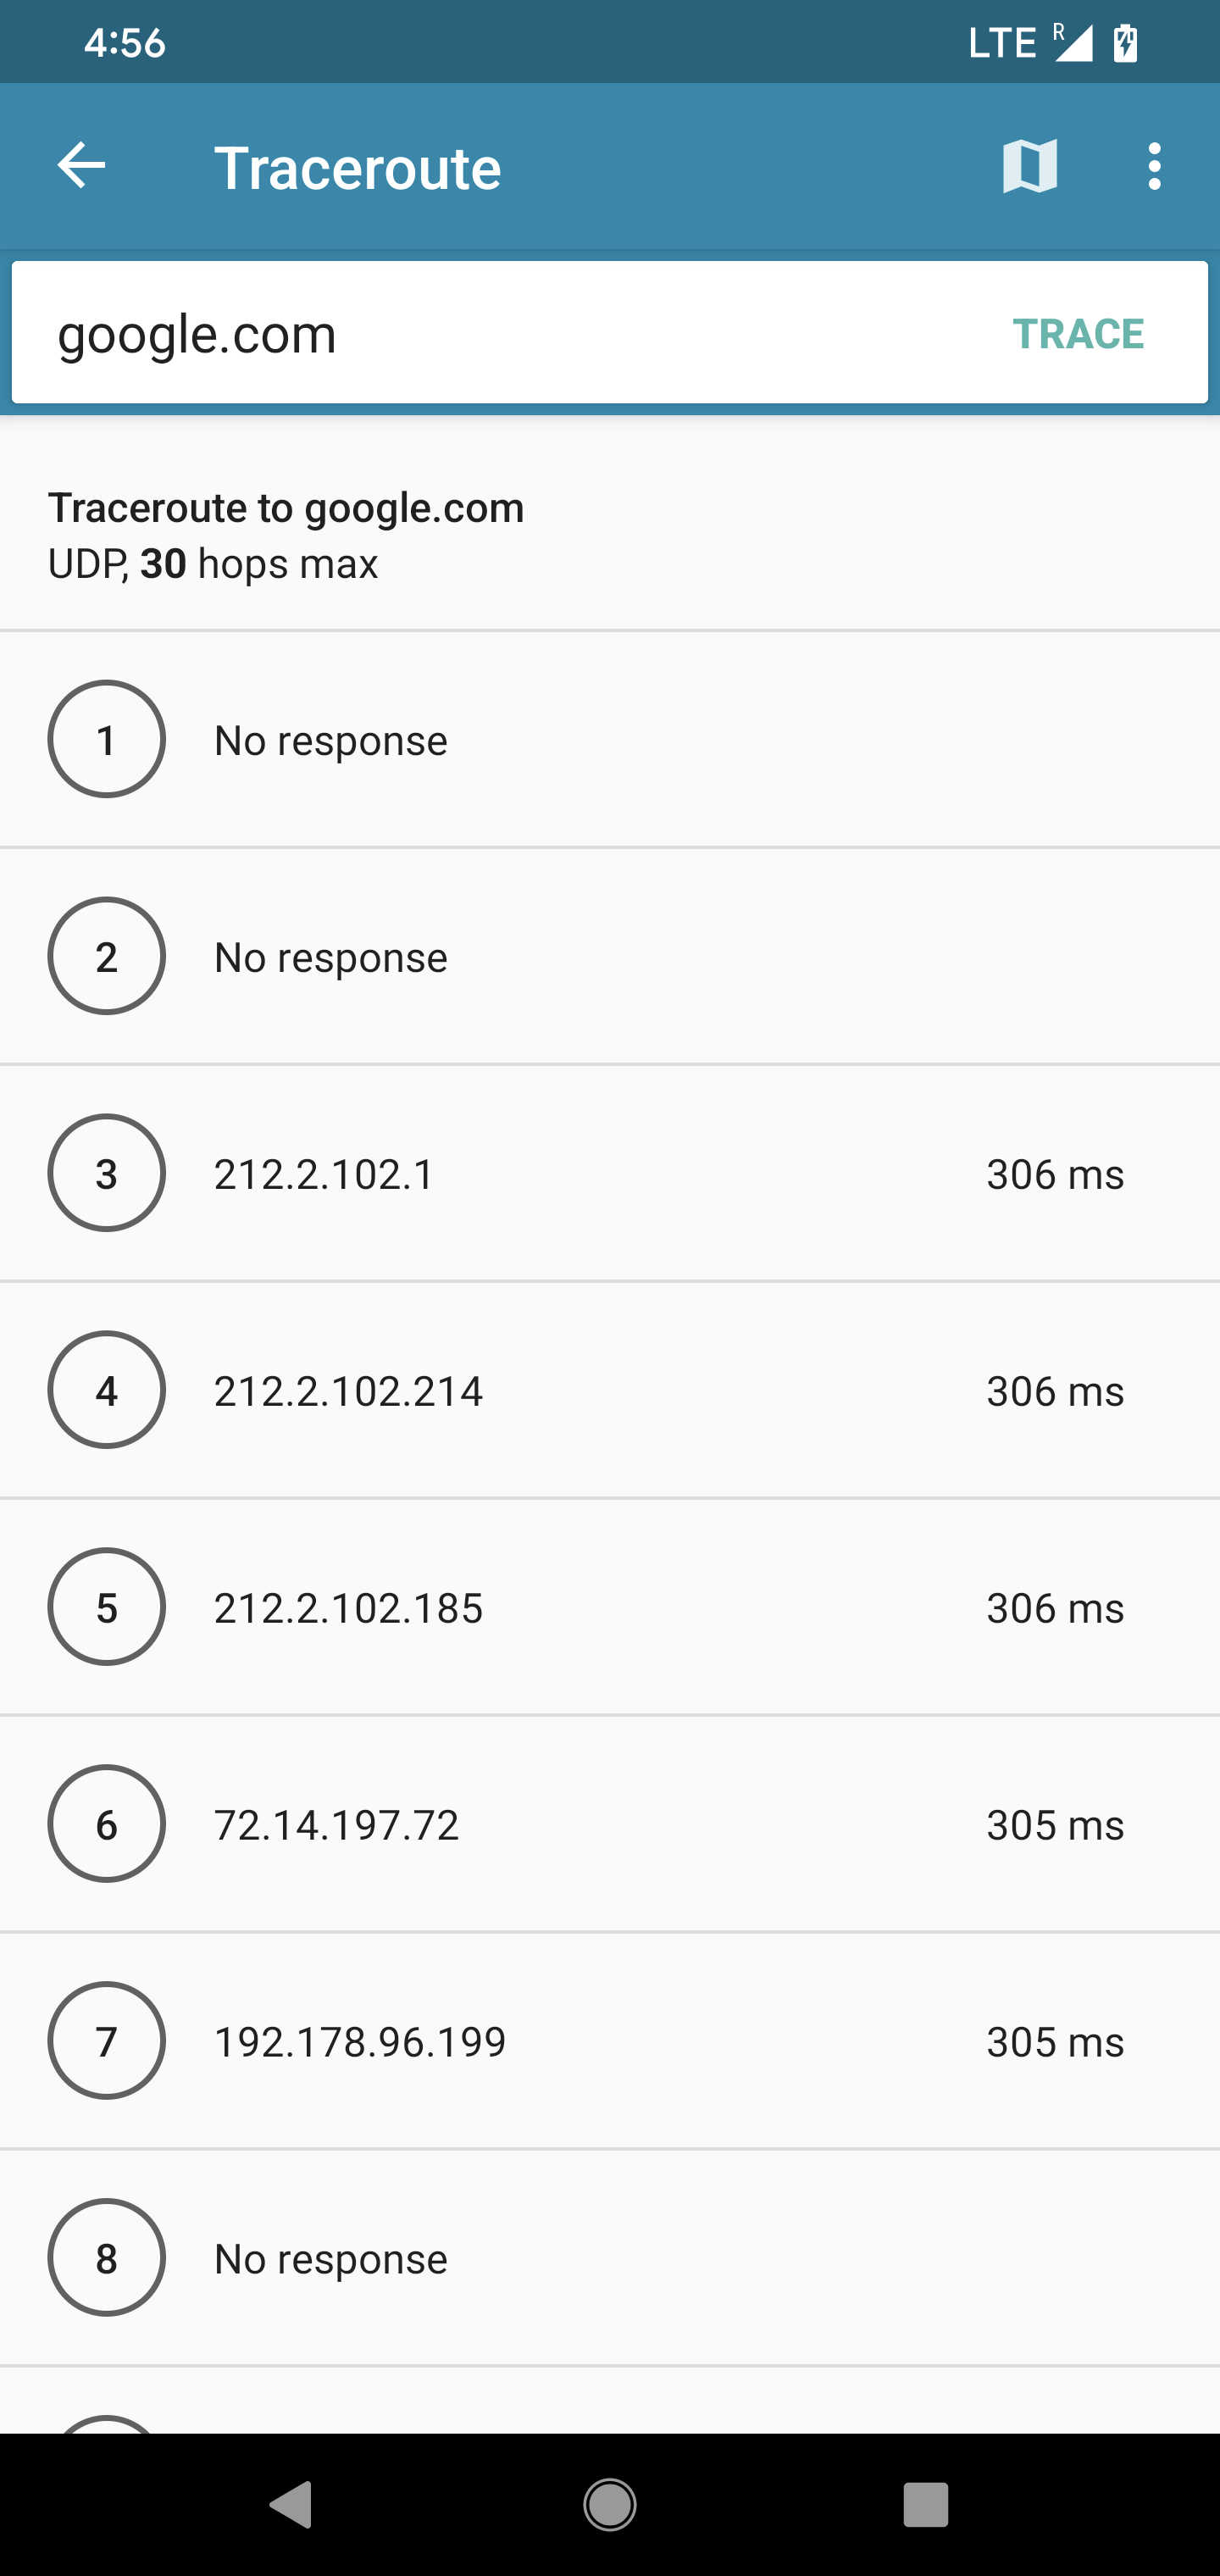 4:56 LTE R
Traceroute
google.com TRACE
Traceroute to google.com
UDP, 30 hops max
1 No response
2 No response
3 212.2.102.1 306 ms
4 212.2.102.214 306 ms
5 212.2.102.185 306 ms
6 72.14.197.72 305 ms
7 192.178.96.199 305 ms
8 No response